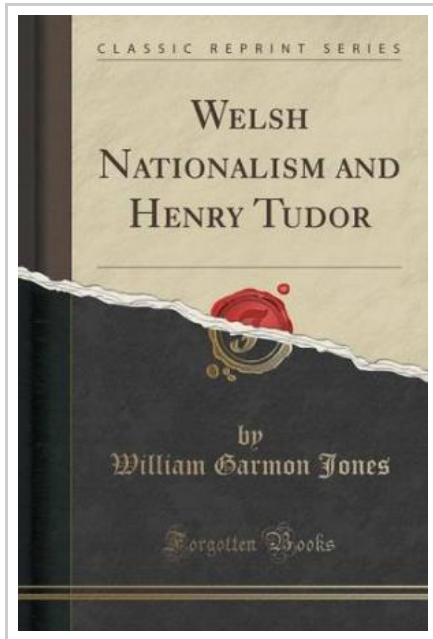 CLASSIC REPRINT SERIES
WELSH
NATIONALISM AND
HENRY TUDOR
by
William Garmon Jones
Forgotten Books